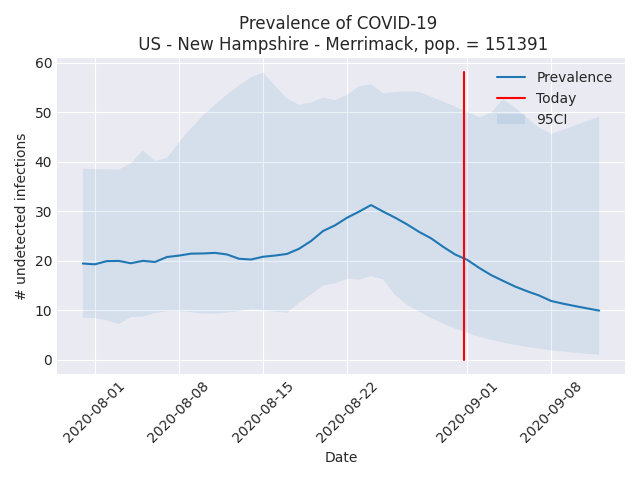 Prevalence of COVID-19
US - New Hampshire - Merrimack, pop. = 151391
Prevalence
Today
95CI
# undetected infections
60
50
40
30
20
10
0
2020-08-01
2020-08-08
2020-08-15
2020-08-22
2020-09-01
2020-09-08
Date